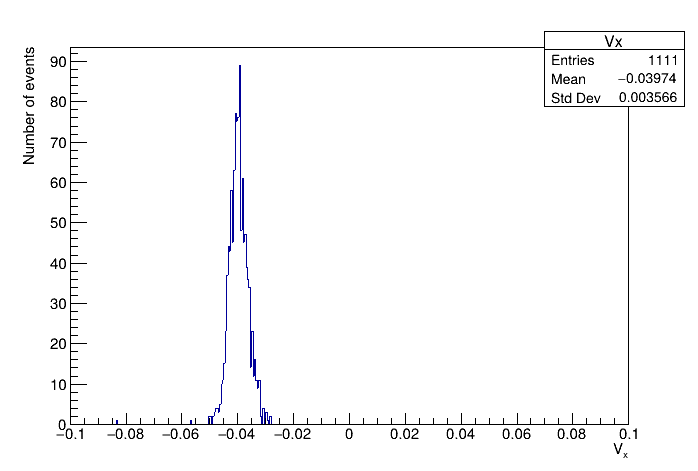 Vx
Entries 1111
Mean −0.03974
Std Dev 0.003566
Number of events
90
80
70
60
50
40
30
20
10
0
−0.1 −0.08 −0.06 −0.04 −0.02 0 0.02 0.04 0.06 0.08 0.1
Vx